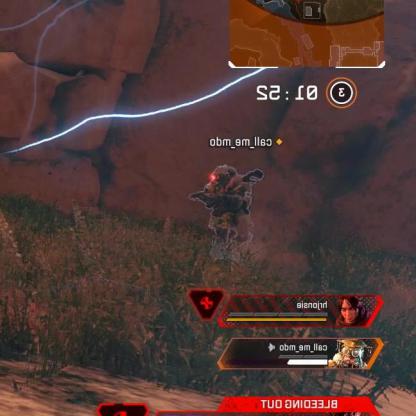 3
01:52
call_me_mdo
hrjonsie
call_me_mdo
BLEEDING OUT